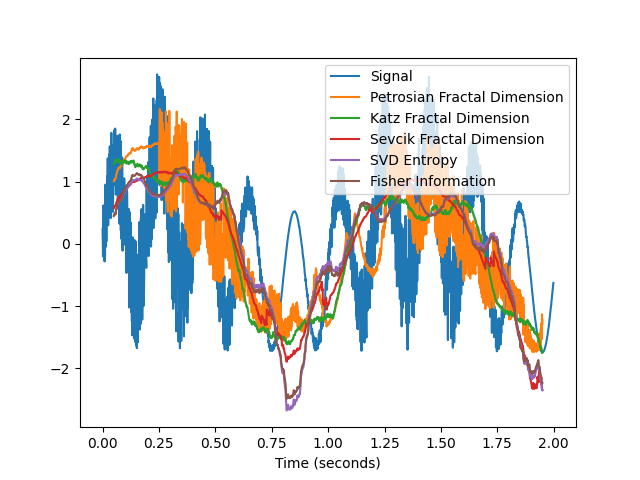 Signal
Petrosian Fractal Dimension
Katz Fractal Dimension
Sevcik Fractal Dimension
SVD Entropy
Fisher Information
2
1
0
−1
−2
0.00 0.25 0.50 0.75 1.00 1.25 1.50 1.75 2.00
Time (seconds)